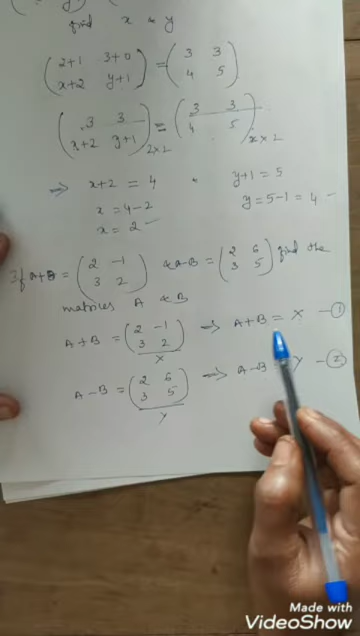 find x & y
(2+1 3+0
x+2 y+1) = (3 3
4 5)
(3 3
x+2 y+1)2×2 = (3 3
4 5)2×2
⇒ x+2 = 4 y+1 = 5
x = 4-2 y = 5-1 = 4
x = 2
If A+B = (2 -1
3 2) & A-B = (2 6
3 5) find the
matrices A & B
A+B = (2 -1
3 2) ⇒ A+B = X —①
X
A-B = (2 6
3 5) ⇒ A-B Y —②
Y
Made with
VideoShow